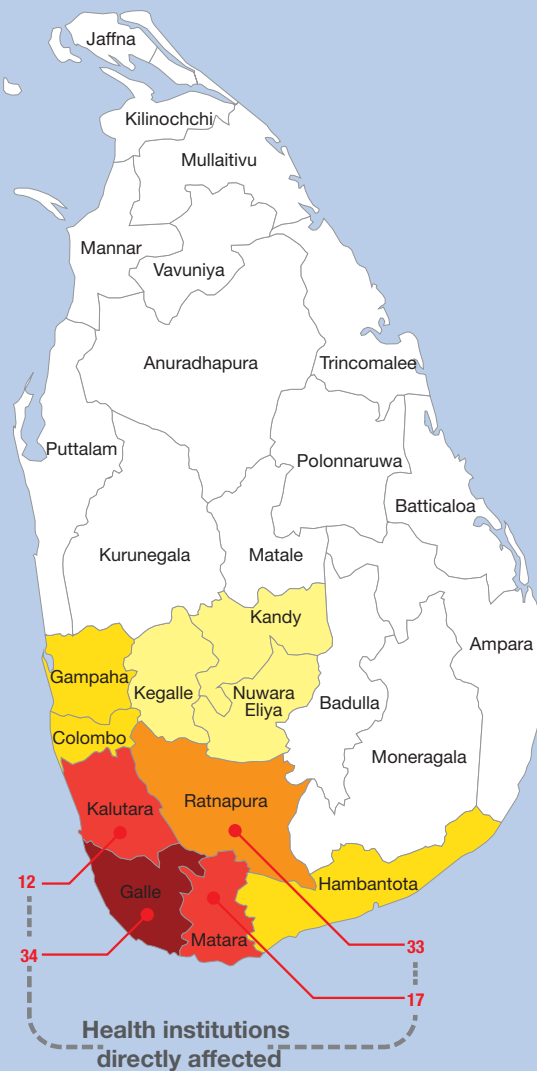 Jaffna
Kilinochchi
Mullaitivu
Mannar
Vavuniya
Anuradhapura
Trincomalee
Puttalam
Polonnaruwa
Batticaloa
Kurunegala
Matale
Kandy
Ampara
Gampaha
Kegalle
Nuwara
Eliya
Badulla
Colombo
Moneragala
Kalutara
Ratnapura
12
Galle
Hambantota
Matara
34
33
17
Health institutions
directly affected